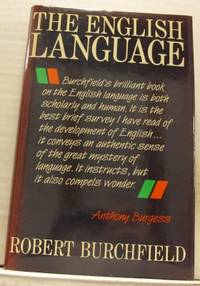 THE ENGLISH
LANGUAGE
Burchfield's brilliant book
on the English language is both
scholarly and human. It is the
best brief survey I have read of
the development of English...
it conveys an authentic sense
of the great mystery of
language. It instructs, but
it also compels wonder.
Anthony Burgess
ROBERT BURCHFIELD